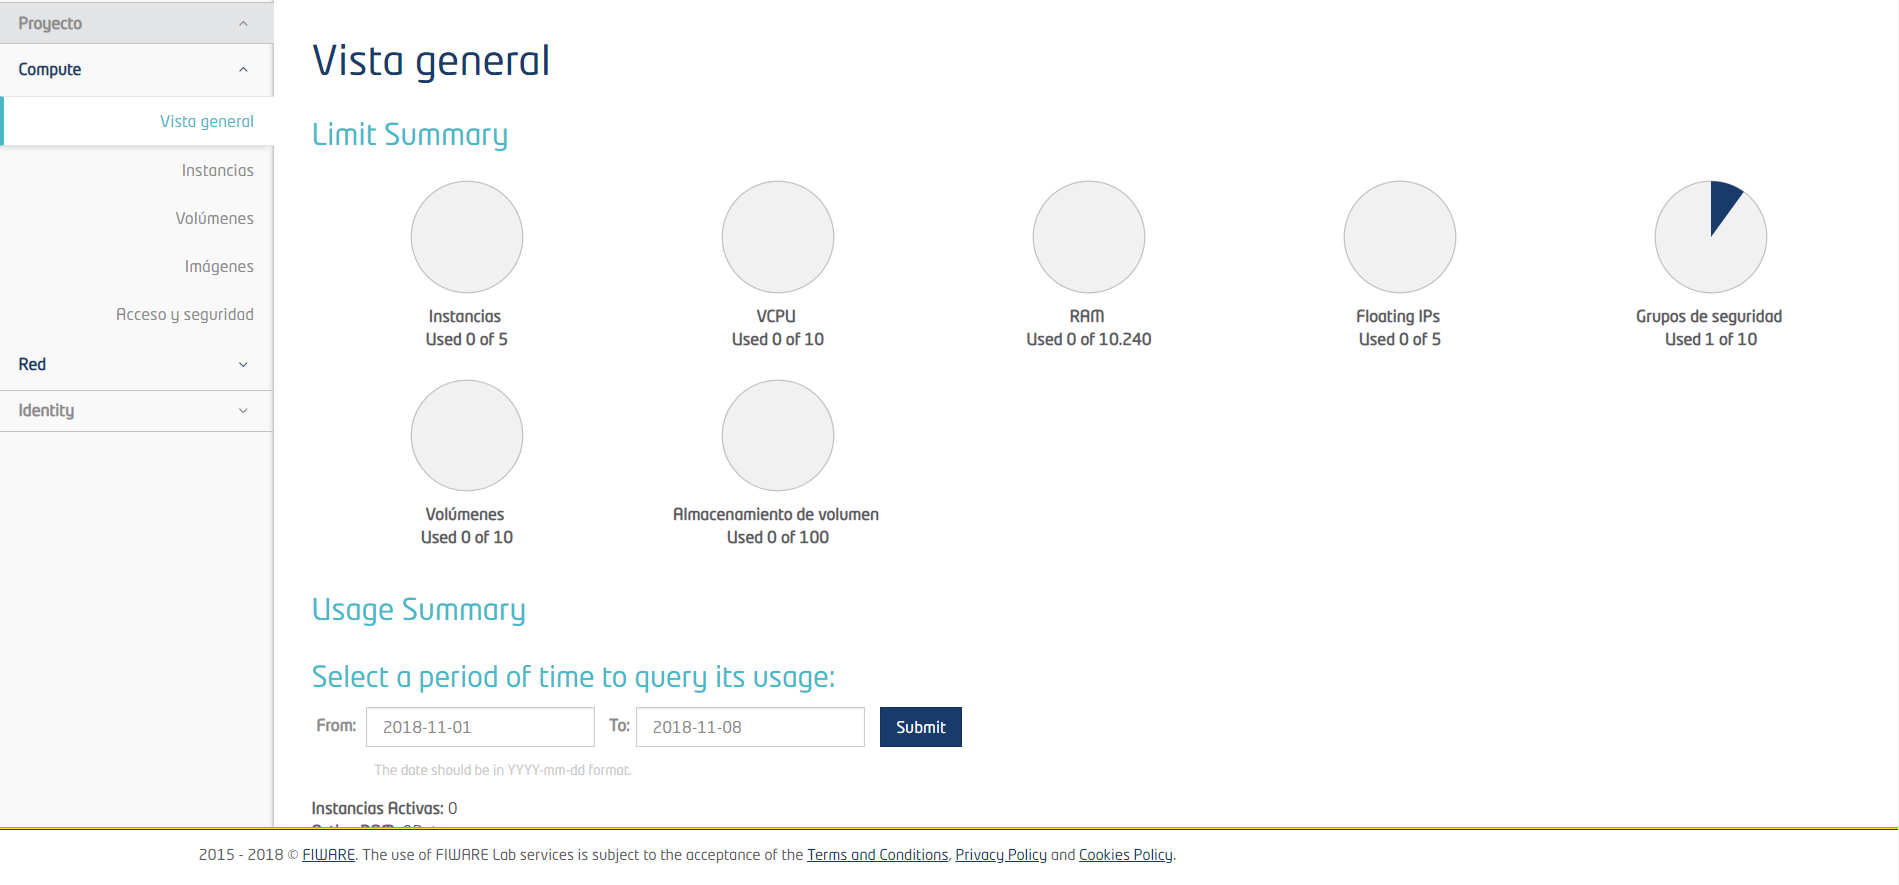 Proyecto
Compute
Vista general
Instancias
Volúmenes
Imágenes
Acceso y seguridad
Red
Identity
Vista general
Limit Summary
Instancias
Used 0 of 5
VCPU
Used 0 of 10
RAM
Used 0 of 10.240
Floating IPs
Used 0 of 5
Grupos de seguridad
Used 1 of 10
Volúmenes
Used 0 of 10
Almacenamiento de volumen
Used 0 of 100
Usage Summary
Select a period of time to query its usage:
From: 2018-11-01 To: 2018-11-08 Submit
The date should be in YYYY-mm-dd format.
Instancias Activas: 0
2015 - 2018 © FIWARE. The use of FIWARE Lab services is subject to the acceptance of the Terms and Conditions, Privacy Policy and Cookies Policy.